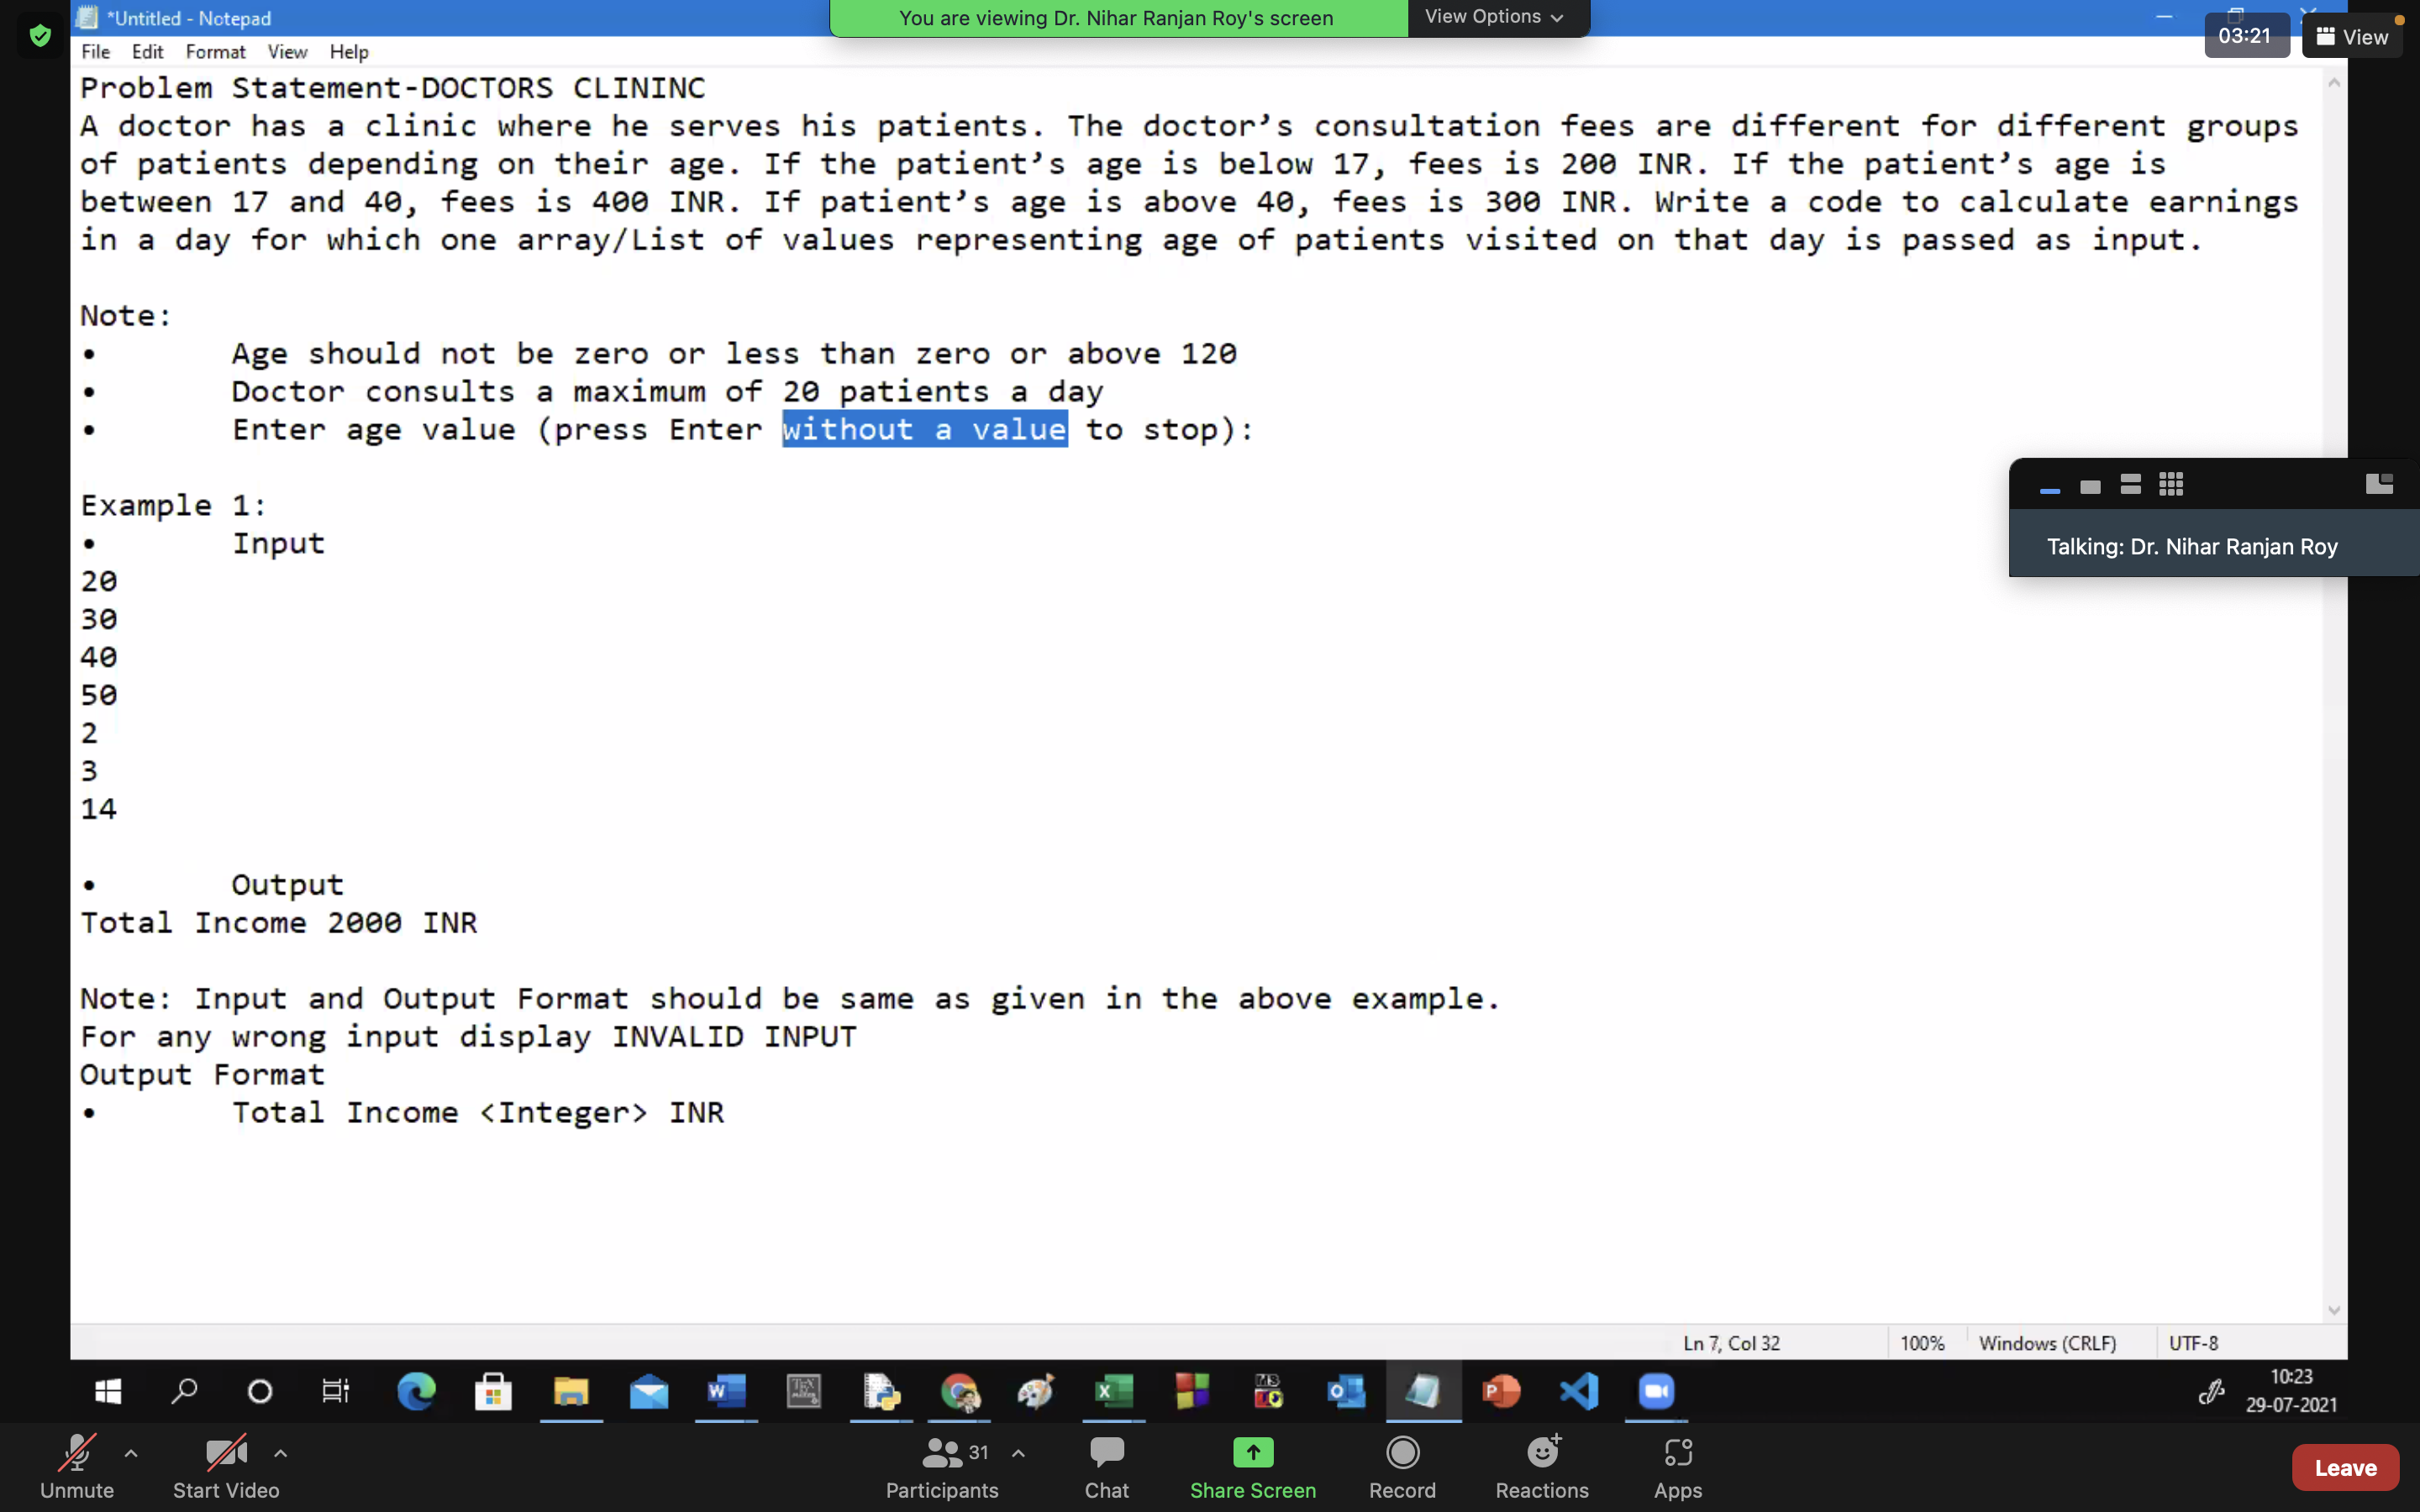 *Untitled - Notepad
You are viewing Dr. Nihar Ranjan Roy's screen
View Options
03:21
View
File Edit Format View Help
Problem Statement-DOCTORS CLININC
A doctor has a clinic where he serves his patients. The doctor’s consultation fees are different for different groups
of patients depending on their age. If the patient’s age is below 17, fees is 200 INR. If the patient’s age is
between 17 and 40, fees is 400 INR. If patient’s age is above 40, fees is 300 INR. Write a code to calculate earnings
in a day for which one array/List of values representing age of patients visited on that day is passed as input.
Note:
• Age should not be zero or less than zero or above 120
• Doctor consults a maximum of 20 patients a day
• Enter age value (press Enter without a value to stop):
Talking: Dr. Nihar Ranjan Roy
Example 1:
• Input
20
30
40
50
2
3
14
• Output
Total Income 2000 INR
Note: Input and Output Format should be same as given in the above example.
For any wrong input display INVALID INPUT
Output Format
• Total Income <Integer> INR
Ln 7, Col 32 100% Windows (CRLF) UTF-8
10:23
29-07-2021
31
Unmute Start Video Participants Chat Share Screen Record Reactions Apps Leave